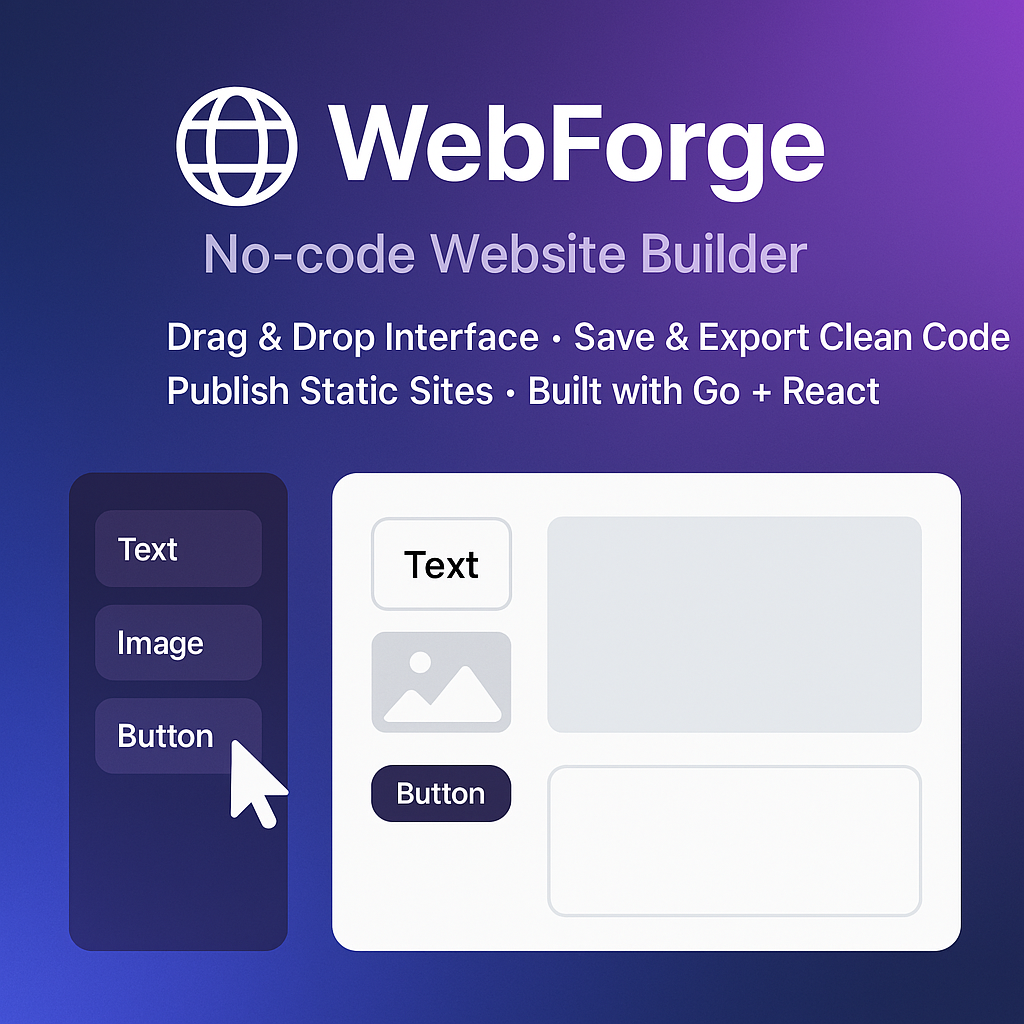 WebForge
No-code Website Builder
Drag & Drop Interface • Save & Export Clean Code
Publish Static Sites • Built with Go + React
Text
Image
Button
Text
Button